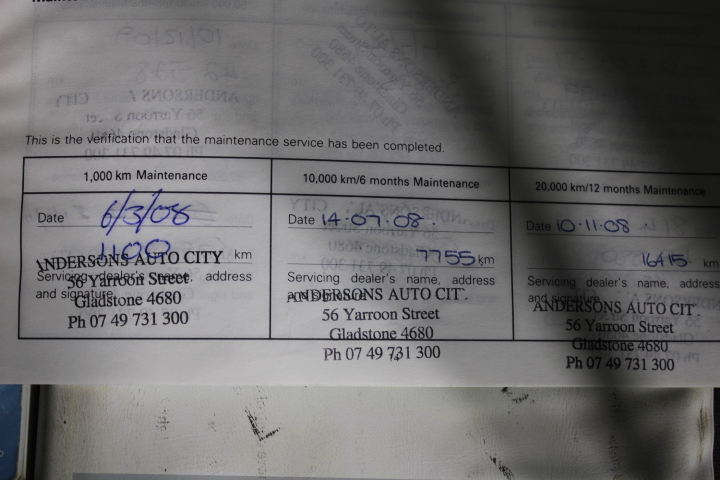 This is the verification that the maintenance service has been completed.
1,000 km Maintenance
Date 6/3/08
1100 km
Servicing dealer's name, address
and signature
ANDERSONS AUTO CITY
56 Yarroon Street
Gladstone 4680
Ph 07 49 731 300
10,000 km/6 months Maintenance
Date 14.07.08.
7755 km
Servicing dealer's name, address
and signature
ANDERSONS AUTO CIT
56 Yarroon Street
Gladstone 4680
Ph 07 49 731 300
20,000 km/12 months Maintenance
Date 10.11.08
16415 km
Servicing dealer's name, address
and signature
ANDERSONS AUTO CIT
56 Yarroon Street
Gladstone 4680
Ph 07 49 731 300